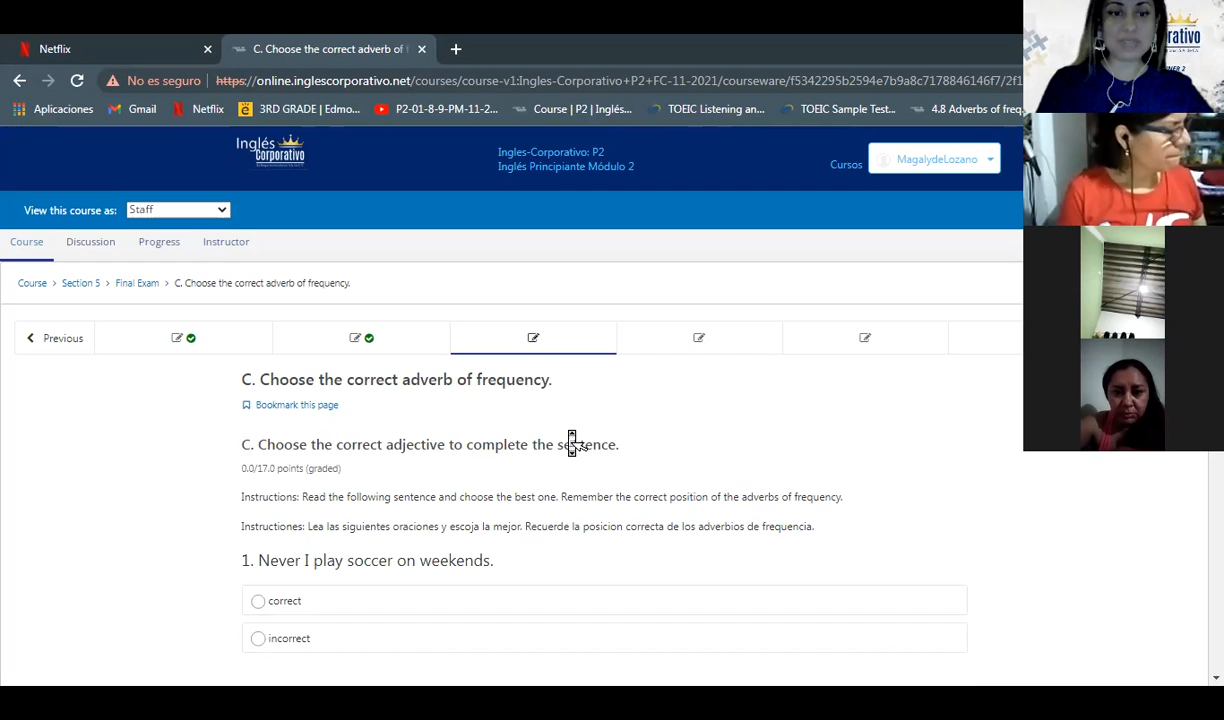 Netflix
C. Choose the correct adverb of
No es seguro https://online.inglescorporativo.net/courses/course-v1:Ingles-Corporativo+P2+FC-11-2021/courseware/f5342295b2594e7b9a8c7178846146f7/2f1
Aplicaciones Gmail Netflix 3RD GRADE | Edmo... P2-01-8-9-PM-11-2... Course | P2 | Inglés... TOEIC Listening an... TOEIC Sample Test... 4.8 Adverbs of freq
Inglés
Corporativo
Ingles-Corporativo: P2
Inglés Principiante Módulo 2
Cursos MagalydeLozano
View this course as: Staff
Course Discussion Progress Instructor
Course > Section 5 > Final Exam > C. Choose the correct adverb of frequency.
Previous
C. Choose the correct adverb of frequency.
Bookmark this page
C. Choose the correct adjective to complete the sentence.
0.0/17.0 points (graded)
Instructions: Read the following sentence and choose the best one. Remember the correct position of the adverbs of frequency.
Instructiones: Lea las siguientes oraciones y escoja la mejor. Recuerde la posicion correcta de los adverbios de frecuencia.
1. Never I play soccer on weekends.
correct
incorrect